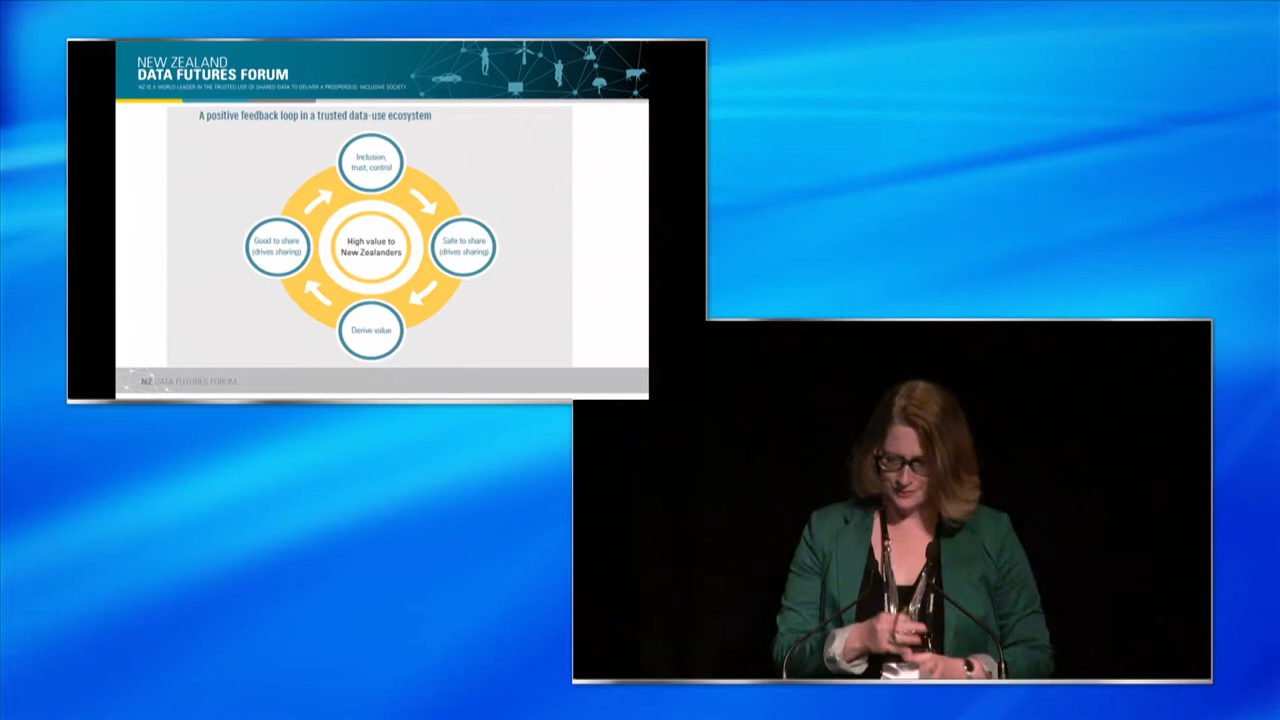 NEW ZEALAND
DATA FUTURES FORUM
NZ IS A WORLD LEADER IN THE TRUSTED USE OF SHARED DATA TO DELIVER A PROSPEROUS, INCLUSIVE SOCIETY
A positive feedback loop in a trusted data-use ecosystem
Inclusion,
trust, control
Good to share
(drives sharing)
High value to
New Zealanders
Safe to share
(drives sharing)
Derive value
NZ DATA FUTURES FORUM